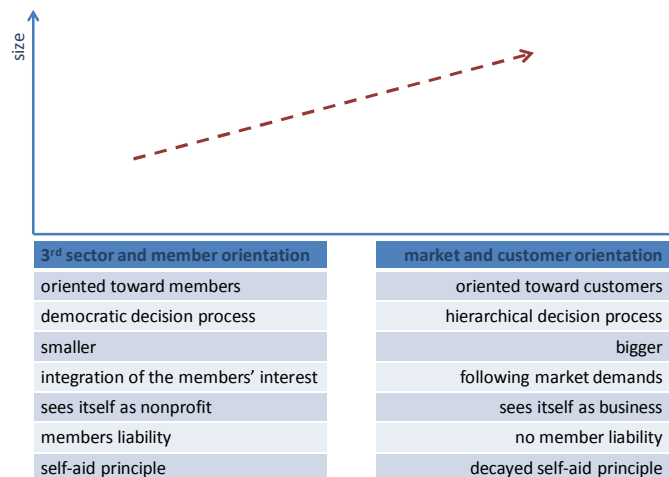 size
3rd sector and member orientation market and customer orientation
oriented toward members oriented toward customers
democratic decision process hierarchical decision process
smaller bigger
integration of the members’ interest following market demands
sees itself as nonprofit sees itself as business
members liability no member liability
self-aid principle decayed self-aid principle